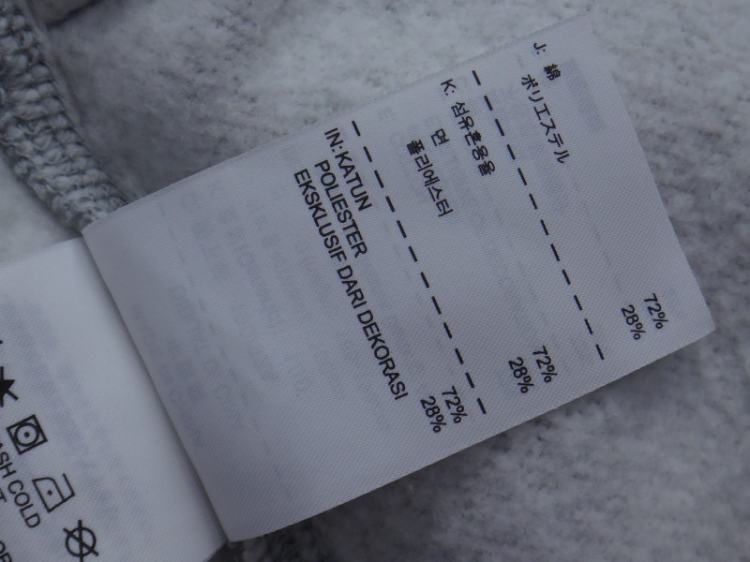 J: 綿 72%
ポリエステル 28%
K: 섬유혼용율
면 72%
폴리에스터 28%
IN: KATUN 72%
POLIESTER 28%
EKSKLUSIF DARI DEKORASI
ASH COLD